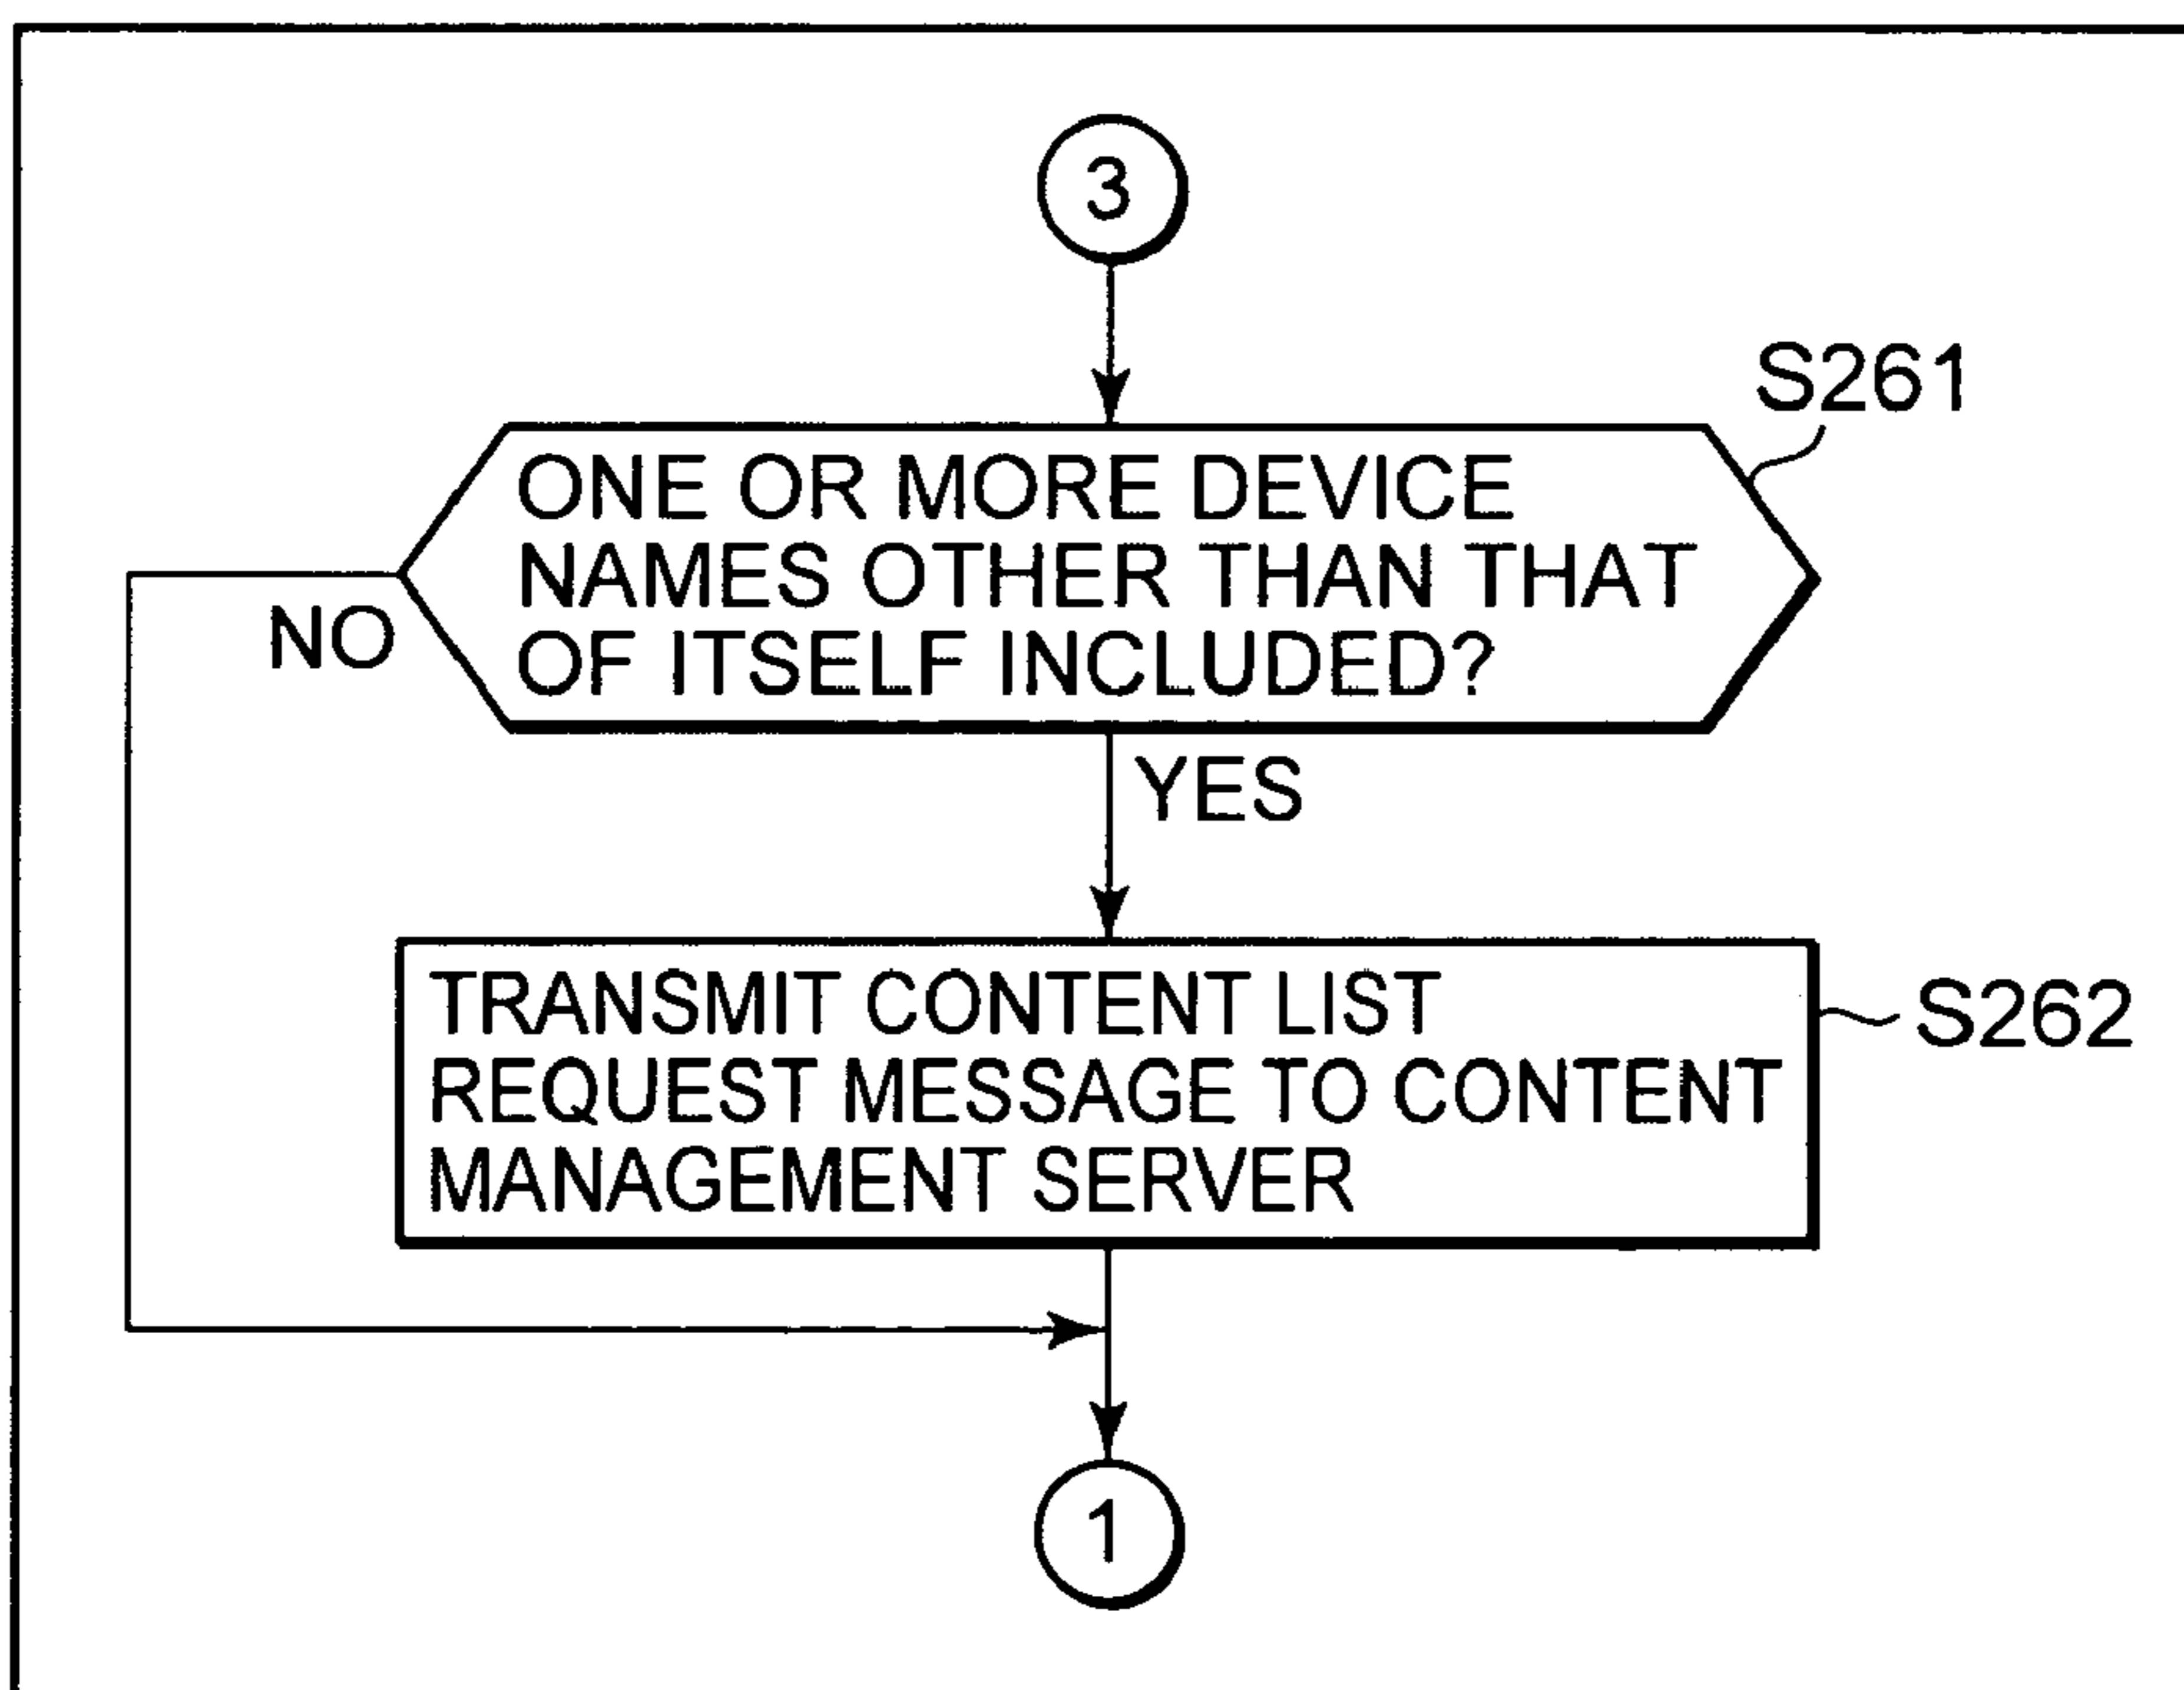 3
S261
ONE OR MORE DEVICE
NAMES OTHER THAN THAT
OF ITSELF INCLUDED?
NO
YES
TRANSMIT CONTENT LIST
REQUEST MESSAGE TO CONTENT
MANAGEMENT SERVER
S262
1